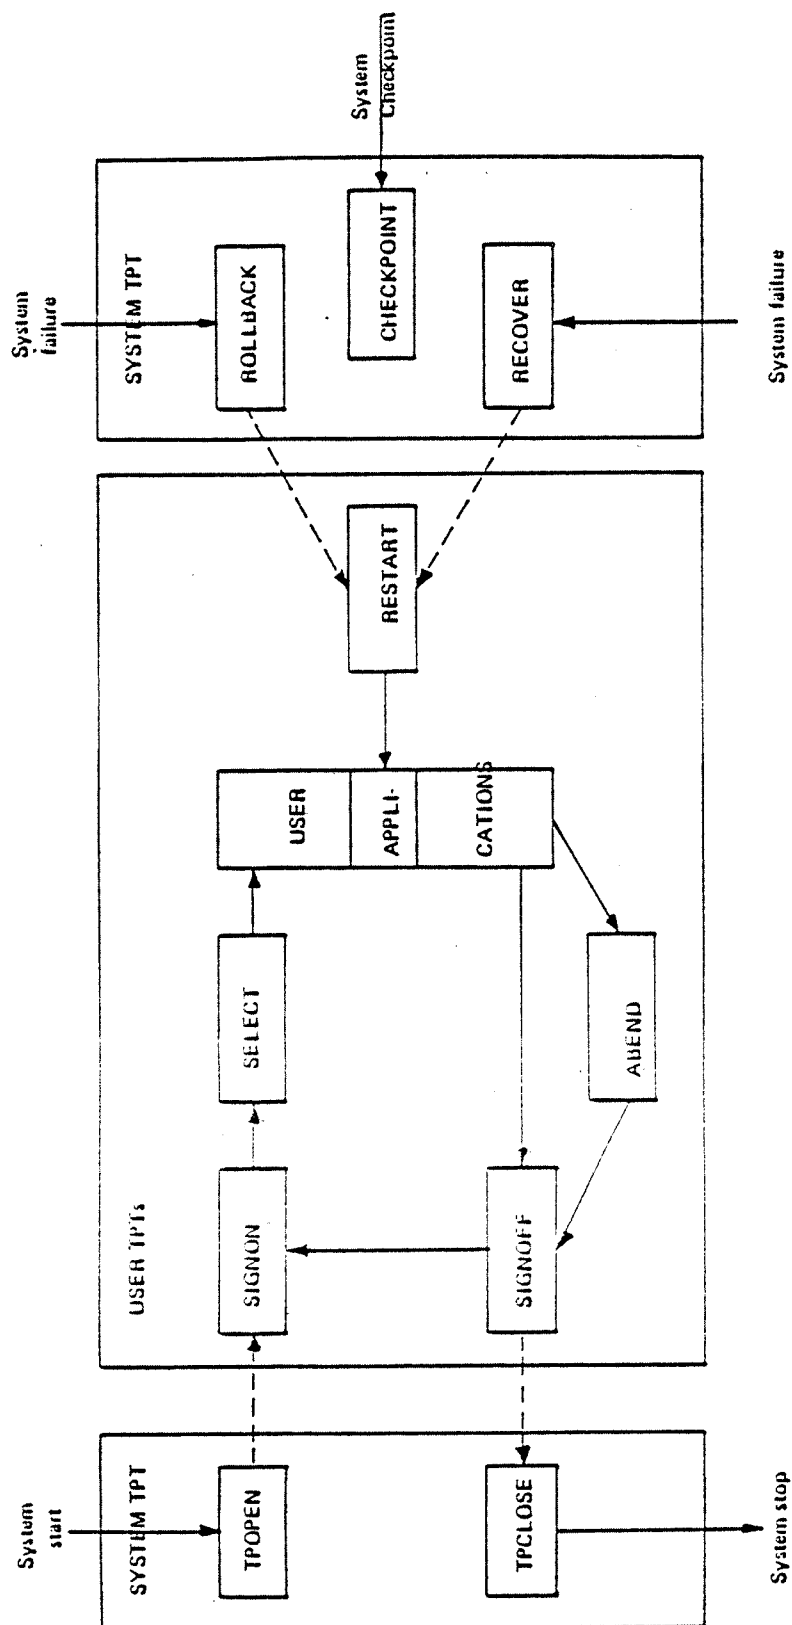 System
start
SYSTEM TPT
TPOPEN
TPCLOSE
System stop
USER TPTs
SIGNON
SELECT
SIGNOFF
ABEND
USER
APPLI-
CATIONS
RESTART
System
failure
SYSTEM TPT
ROLLBACK
CHECKPOINT
RECOVER
System
Checkpoint
System failure